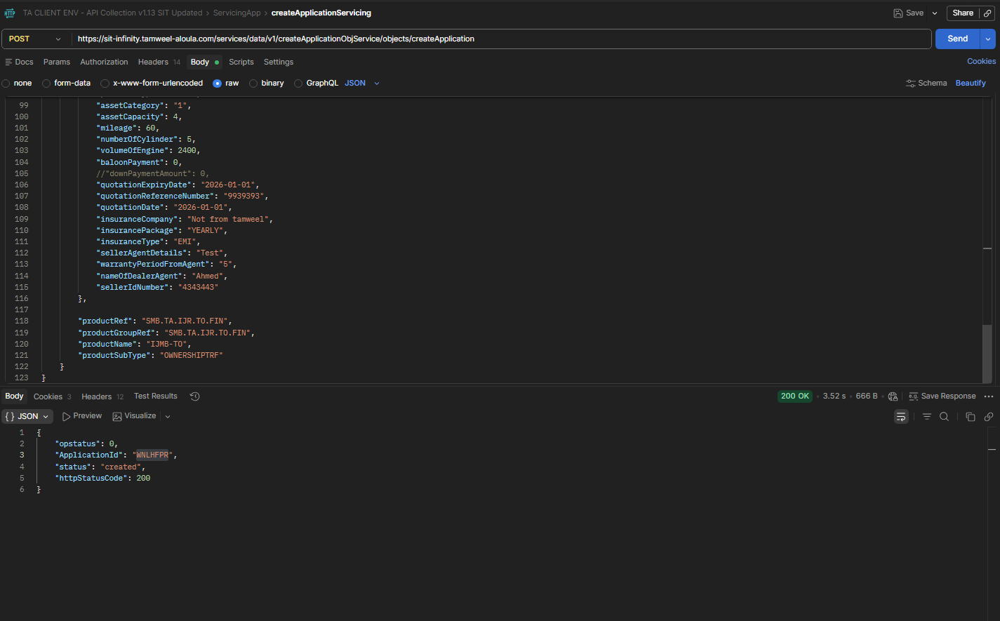 HTTP TA CLIENT ENV - API Collection v1.13 SIT Updated > ServicingApp > createApplicationServicing Save Share
POST https://sit-infinity.tamweel-aloula.com/services/data/v1/createApplicationObjService/objects/createApplication Send
Docs Params Authorization Headers 14 Body Scripts Settings Cookies
none form-data x-www-form-urlencoded raw binary GraphQL JSON Schema Beautify
99 "assetCategory": "1",
100 "assetCapacity": 4,
101 "mileage": 60,
102 "numberOfCylinder": 5,
103 "volumeOfEngine": 2400,
104 "baloonPayment": 0,
105 //"downPaymentAmount": 0,
106 "quotationExpiryDate": "2026-01-01",
107 "quotationReferenceNumber": "9939393",
108 "quotationDate": "2026-01-01",
109 "insuranceCompany": "Not from tamweel",
110 "insurancePackage": "YEARLY",
111 "insuranceType": "EMI",
112 "sellerAgentDetails": "Test",
113 "warrantyPeriodFromAgent": "5",
114 "nameOfDealerAgent": "Ahmed",
115 "sellerIdNumber": "4343443"
116 },
117
118 "productRef": "SMB.TA.IJR.TO.FIN",
119 "productGroupRef": "SMB.TA.IJR.TO.FIN",
120 "productName": "IJMB-TO",
121 "productSubType": "OWNERSHIPTRF"
122 }
123 }
Body Cookies 3 Headers 12 Test Results 200 OK • 3.52 s • 666 B e.g. Save Response
{} JSON Preview Visualize
1 {
2 "opstatus": 0,
3 "ApplicationId": "WNLHFPR",
4 "status": "created",
5 "httpStatusCode": 200
6 }